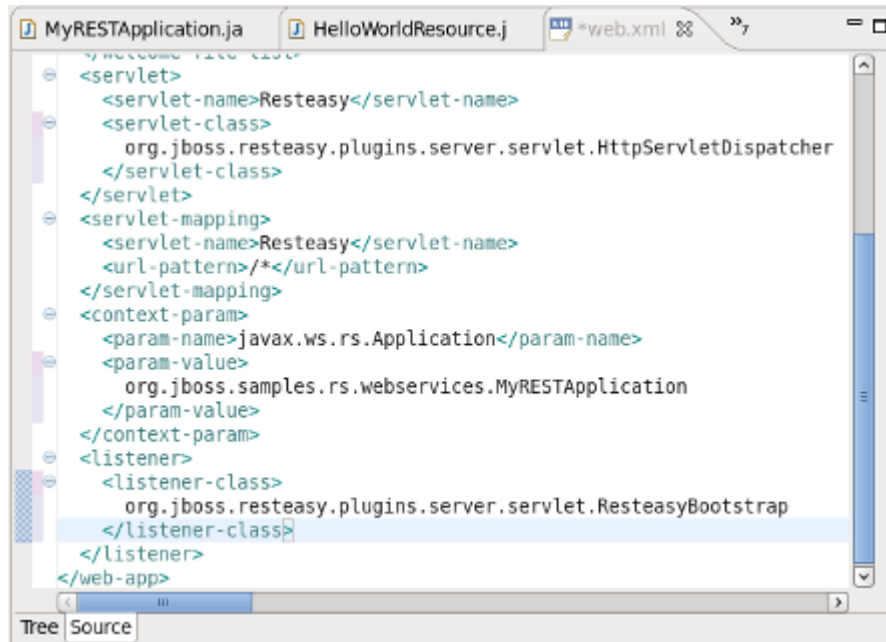 MyRESTApplication.ja HelloWorldResource.j *web.xml »7
</welcome-file-list>
<servlet>
<servlet-name>Resteasy</servlet-name>
<servlet-class>
org.jboss.resteasy.plugins.server.servlet.HttpServletDispatcher
</servlet-class>
</servlet>
<servlet-mapping>
<servlet-name>Resteasy</servlet-name>
<url-pattern>/*</url-pattern>
</servlet-mapping>
<context-param>
<param-name>javax.ws.rs.Application</param-name>
<param-value>
org.jboss.samples.rs.webservices.MyRESTApplication
</param-value>
</context-param>
<listener>
<listener-class>
org.jboss.resteasy.plugins.server.servlet.ResteasyBootstrap
</listener-class>
</listener>
</web-app>
Tree Source